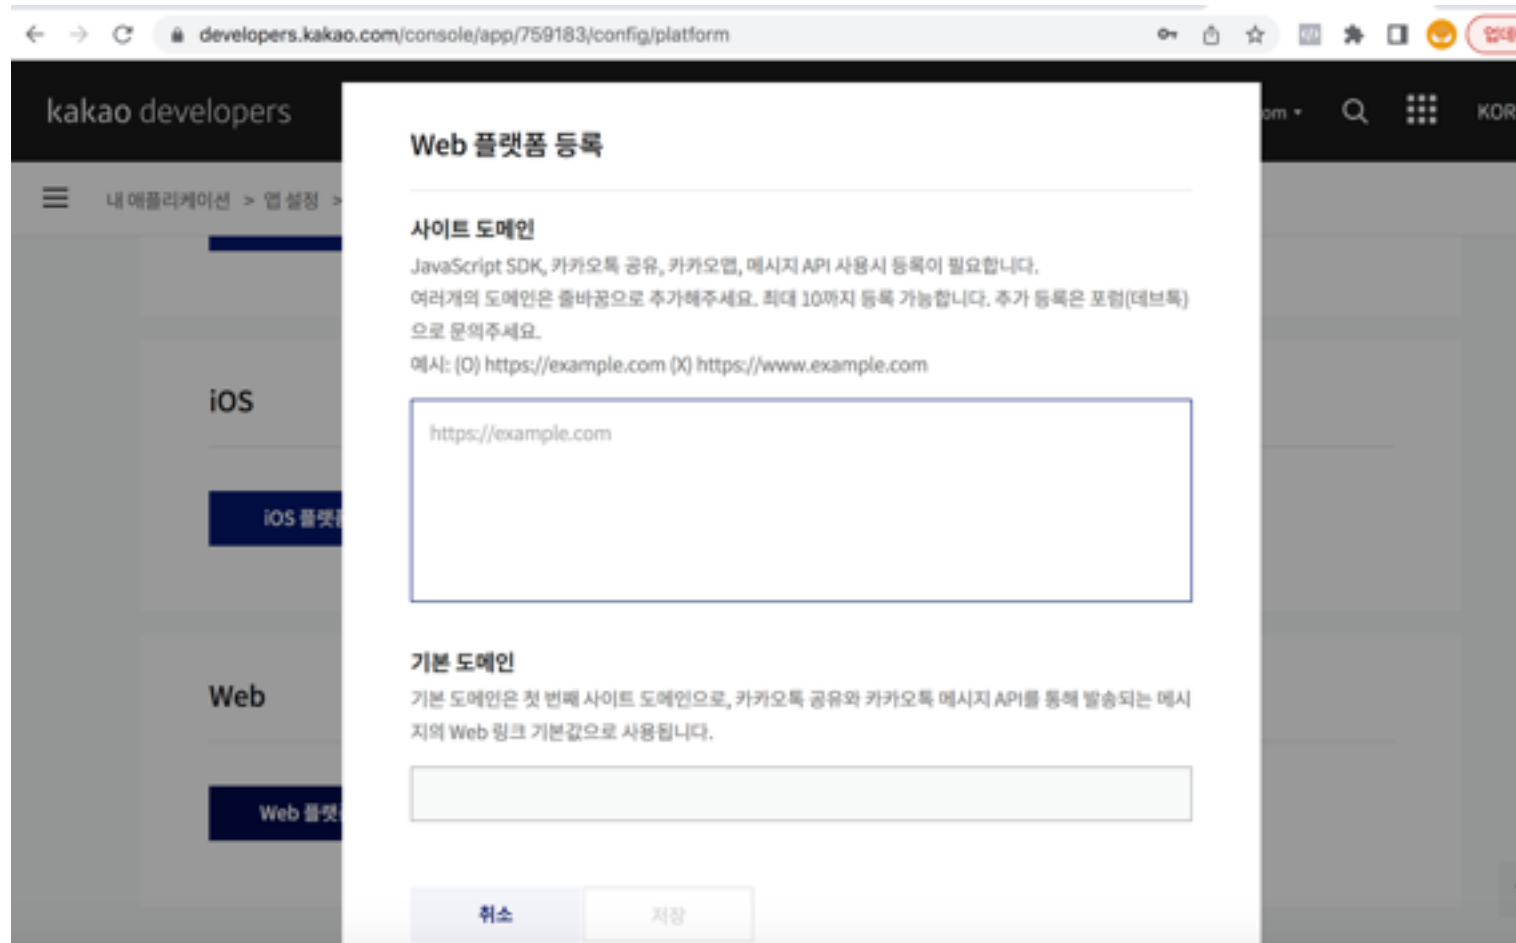 developers.kakao.com/console/app/759183/config/platform
kakao developers
om
KOR
내 애플리케이션 > 앱 설정 >
Web 플랫폼 등록
사이트 도메인
JavaScript SDK, 카카오톡 공유, 카카오맵, 메시지 API 사용시 등록이 필요합니다.
여러개의 도메인은 줄바꿈으로 추가해주세요. 최대 10까지 등록 가능합니다. 추가 등록은 포럼(데브톡)
으로 문의주세요.
예시: (O) https://example.com (X) https://www.example.com
https://example.com
iOS
iOS 플랫폼
기본 도메인
기본 도메인은 첫 번째 사이트 도메인으로, 카카오톡 공유와 카카오톡 메시지 API를 통해 발송되는 메시
지의 Web 링크 기본값으로 사용됩니다.
Web
Web 플랫
취소
저장